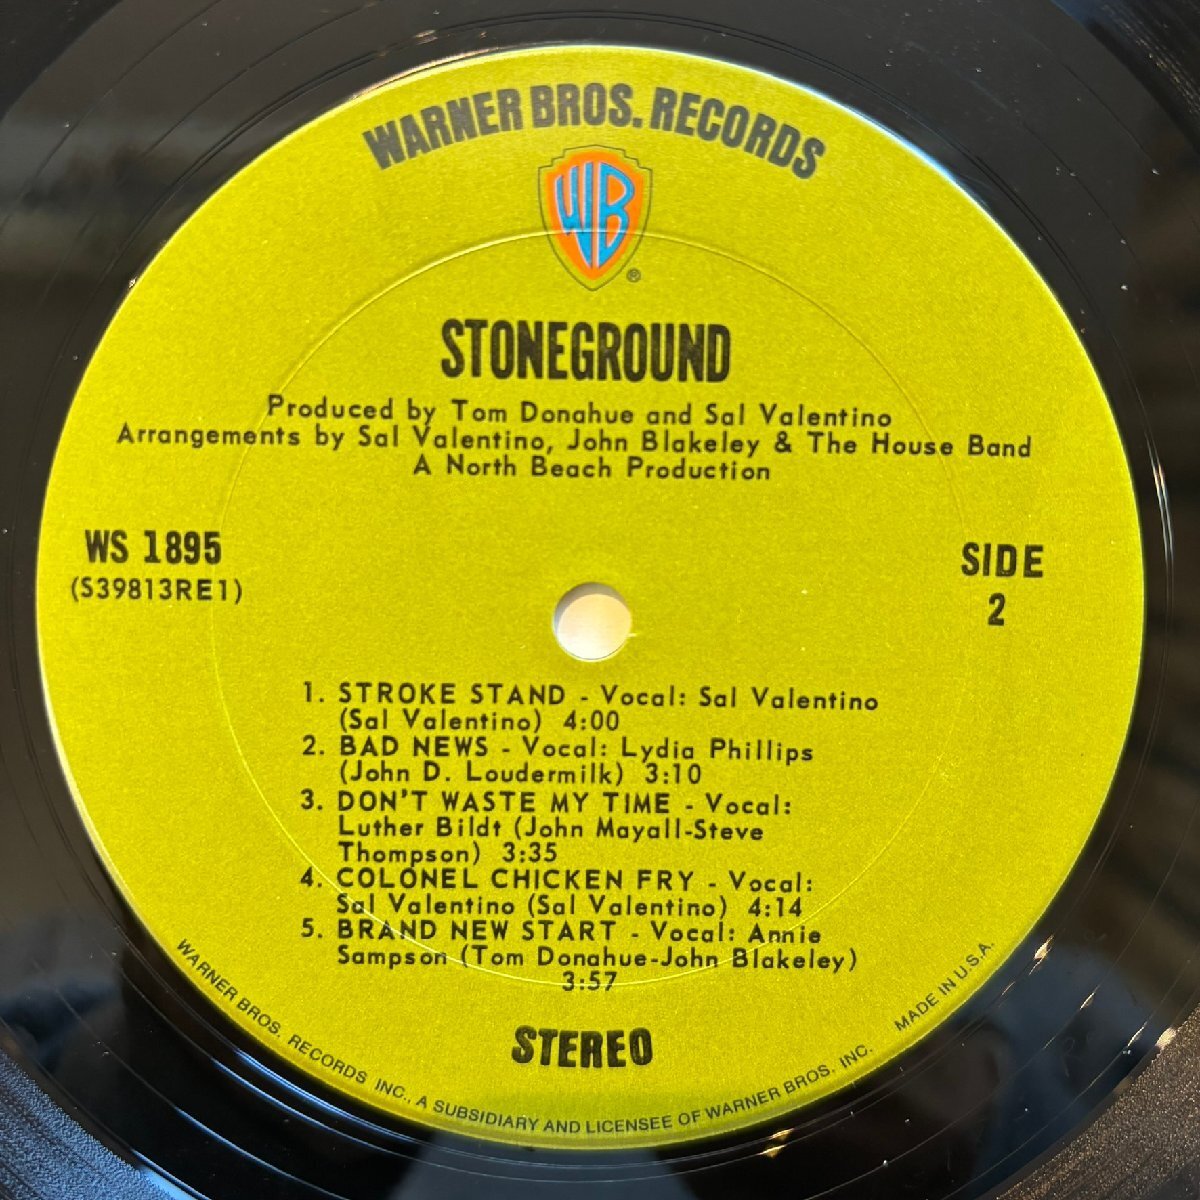 WARNER BROS. RECORDS
WB
®
STONEGROUND
Produced by Tom Donahue and Sal Valentino
Arrangements by Sal Valentino, John Blakeley & The House Band
A North Beach Production
WS 1895
(S39813RE1)
SIDE
2
1. STROKE STAND - Vocal: Sal Valentino
(Sal Valentino) 4:00
2. BAD NEWS - Vocal: Lydia Phillips
(John D. Loudermilk) 3:10
3. DON'T WASTE MY TIME - Vocal:
Luther Bildt (John Mayall-Steve
Thompson) 3:35
4. COLONEL CHICKEN FRY - Vocal:
Sal Valentino (Sal Valentino) 4:14
5. BRAND NEW START - Vocal: Annie
Sampson (Tom Donahue-John Blakeley)
3:57
STEREO
WARNER BROS. RECORDS INC., A SUBSIDIARY AND LICENSEE OF WARNER BROS. INC. MADE IN U.S.A.